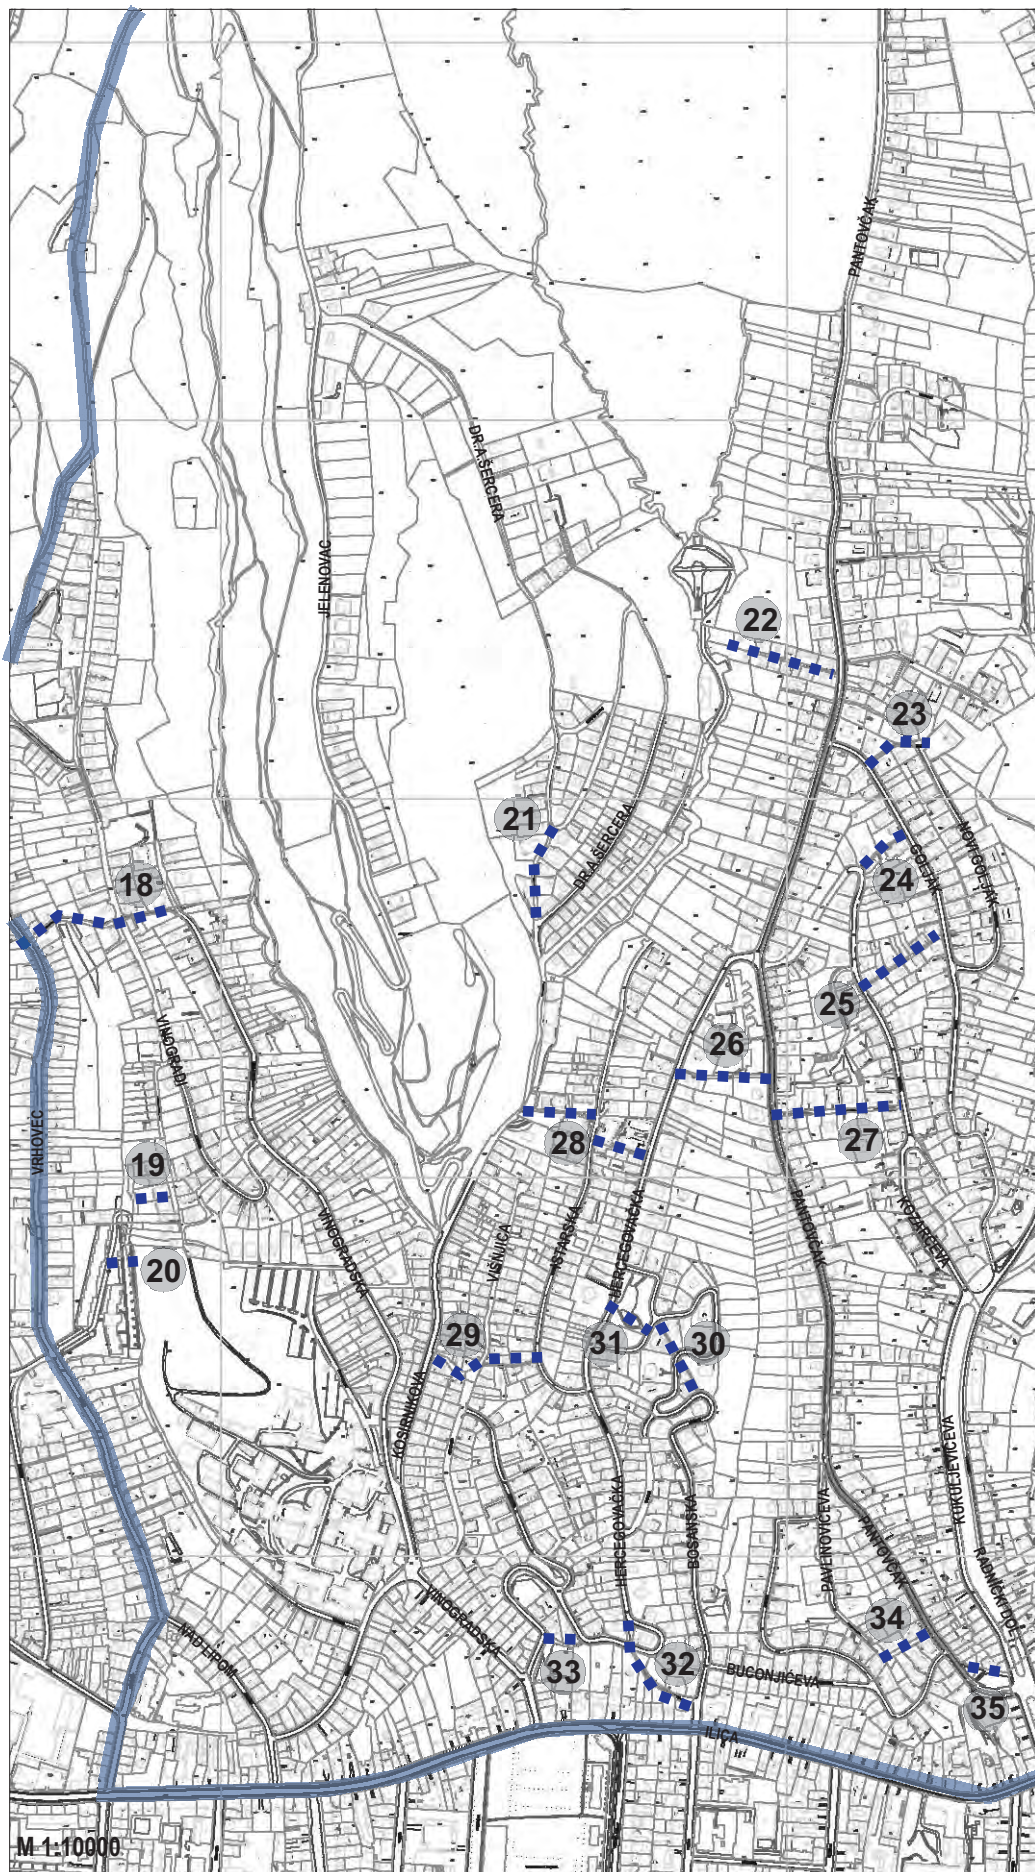 PANTOVČAK
DR.A.ŠERCERA
JELENOVAC
22
23
21
DR.A.ŠERCERA
NOVI GOLJAK
GOLJAK
18
24
25
VINOGRADI
26
VRHOVEC
27
28
19
KOZARČEVA
PANTOVČAK
HERCEGOVAČKA
VINOGRADSKA
VIŠNJICA
20
29
31
30
KOSIRNIKOVA
KUKULJEVIĆEVA
HERCEGOVAČKA
BOSANSKA
PAVLINOVIĆEVA
PANTOVČAK
RADNIČKI DOL
VINOGRADSKA
34
NAD LIPOM
33
32
BUCONJIĆEVA
35
ILICA
M 1:10000